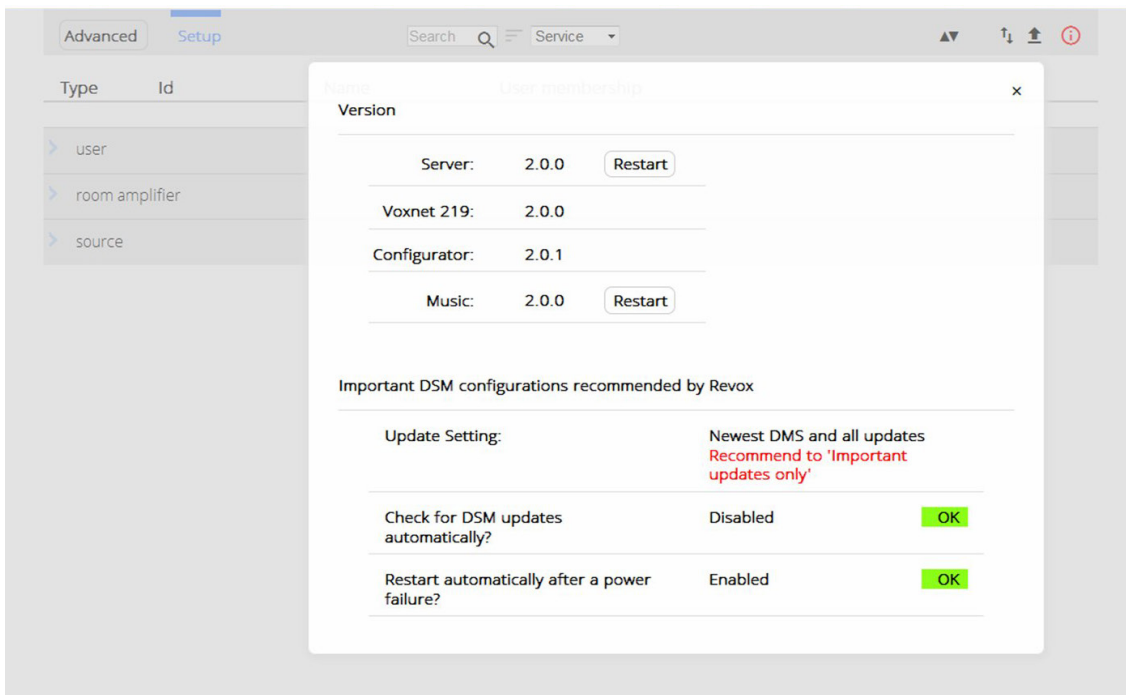 Advanced Setup Search Service
Type Id Name User membership
Version
Server: 2.0.0 Restart
Voxnet 219: 2.0.0
Configurator: 2.0.1
Music: 2.0.0 Restart
user
room amplifier
source
Important DSM configurations recommended by Revox
Update Setting: Newest DMS and all updates
Recommend to 'Important
updates only'
Check for DSM updates Disabled OK
automatically?
Restart automatically after a power Enabled OK
failure?